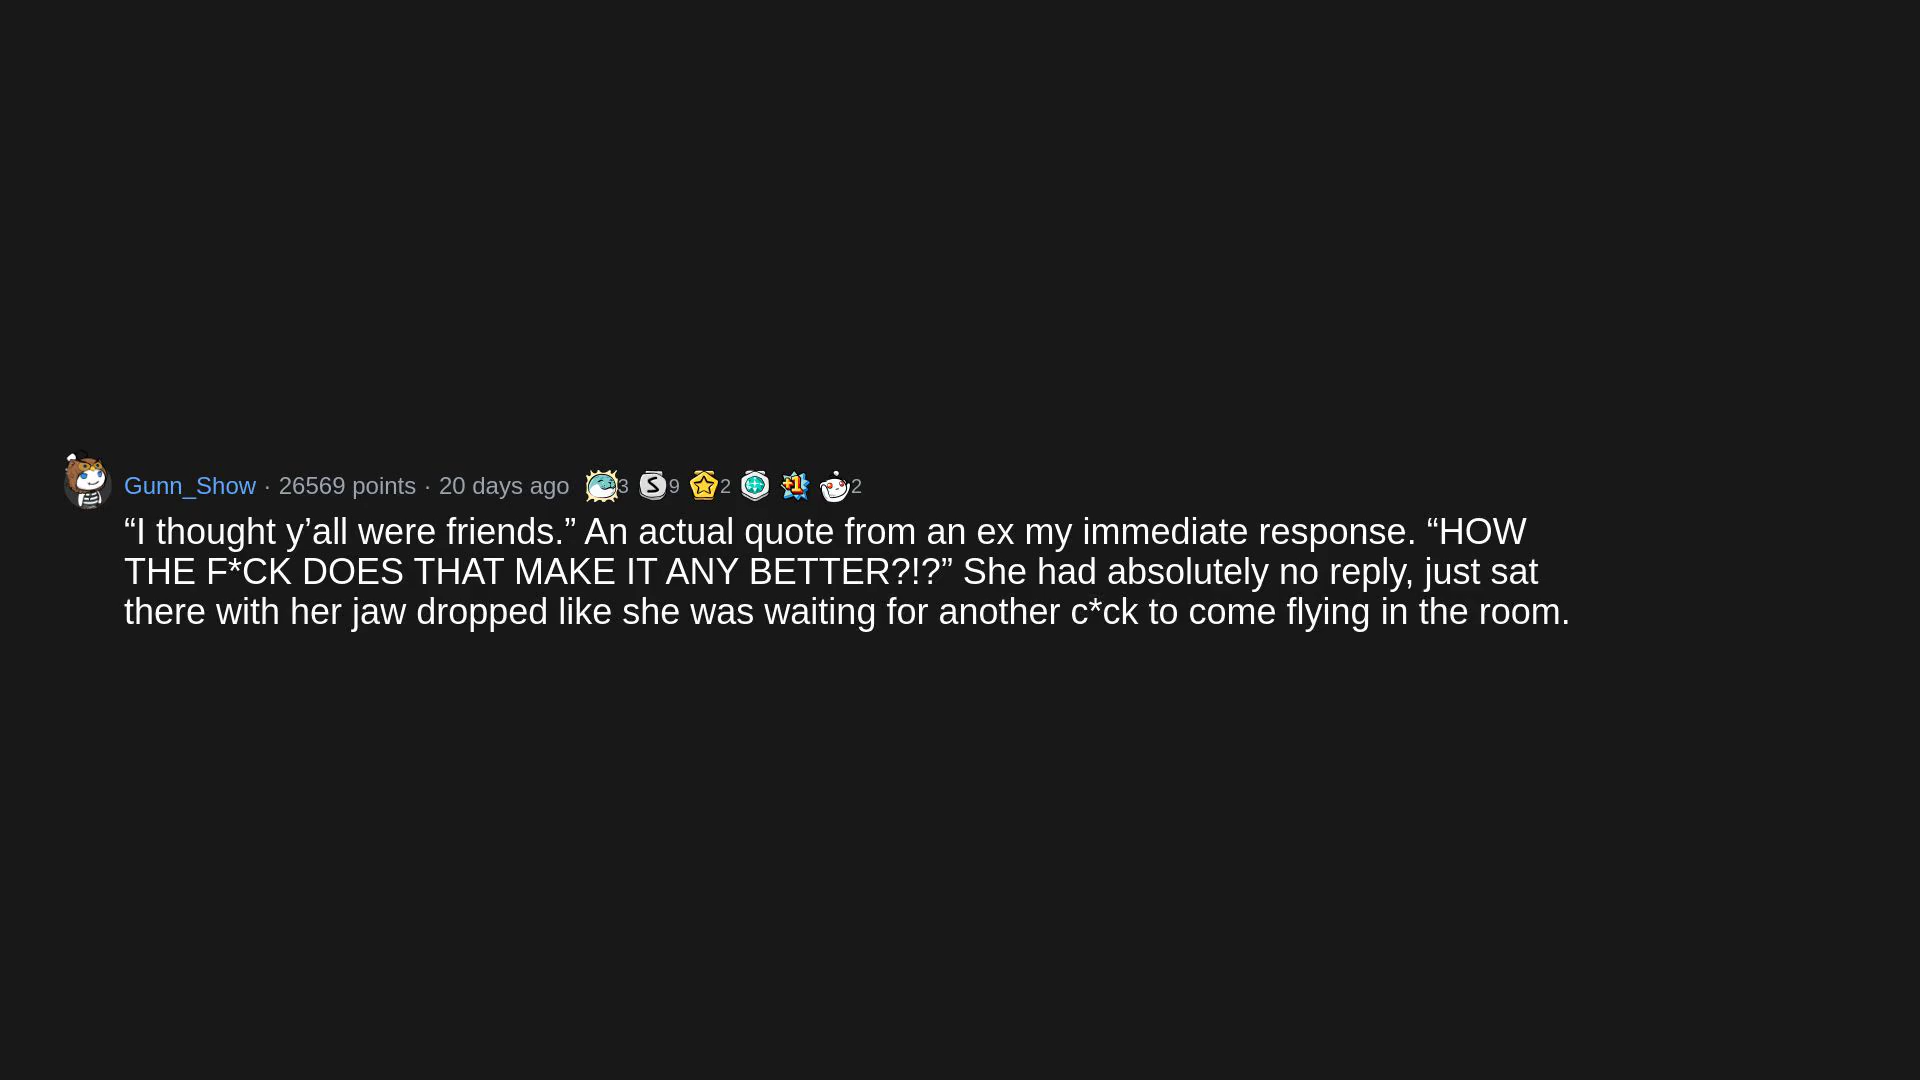 Gunn_Show · 26569 points · 20 days ago 3 S 9 2 +1 2
“I thought y’all were friends.” An actual quote from an ex my immediate response. “HOW
THE F*CK DOES THAT MAKE IT ANY BETTER?!?” She had absolutely no reply, just sat
there with her jaw dropped like she was waiting for another c*ck to come flying in the room.